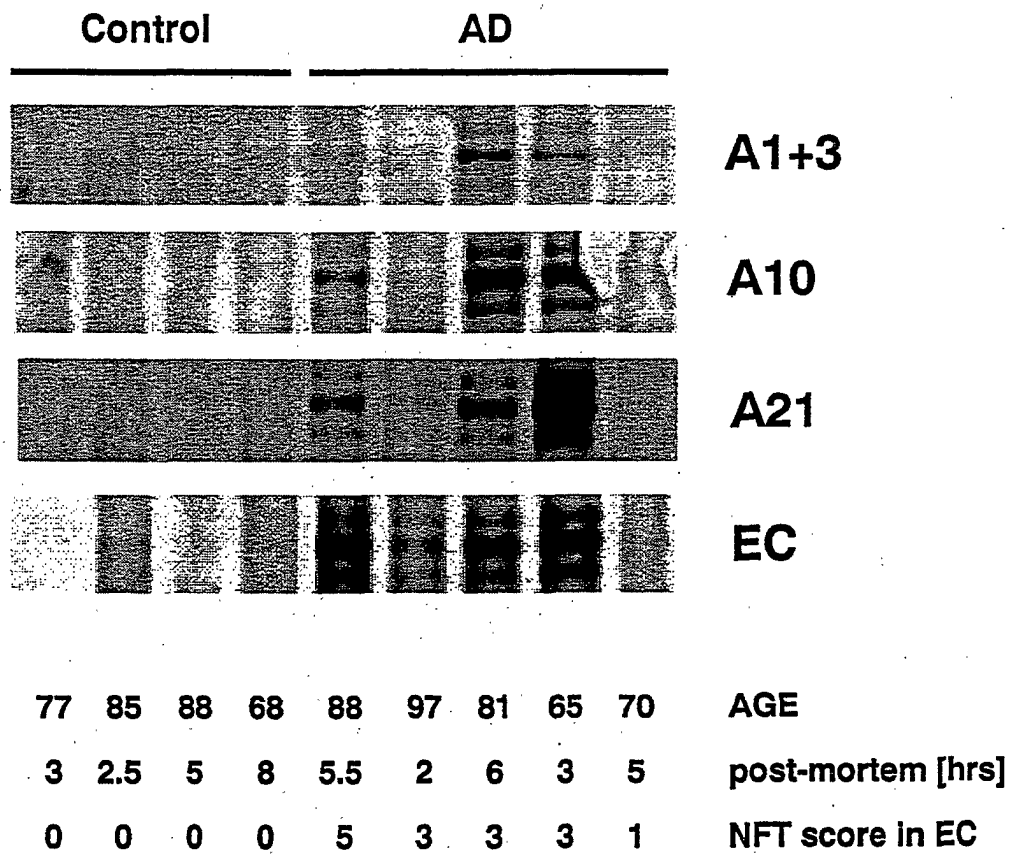 Control AD
A1+3
A10
A21
EC
77 85 88 68 88 97 81 65 70 AGE
3 2.5 5 8 5.5 2 6 3 5 post-mortem [hrs]
0 0 0 0 5 3 3 3 1 NFT score in EC